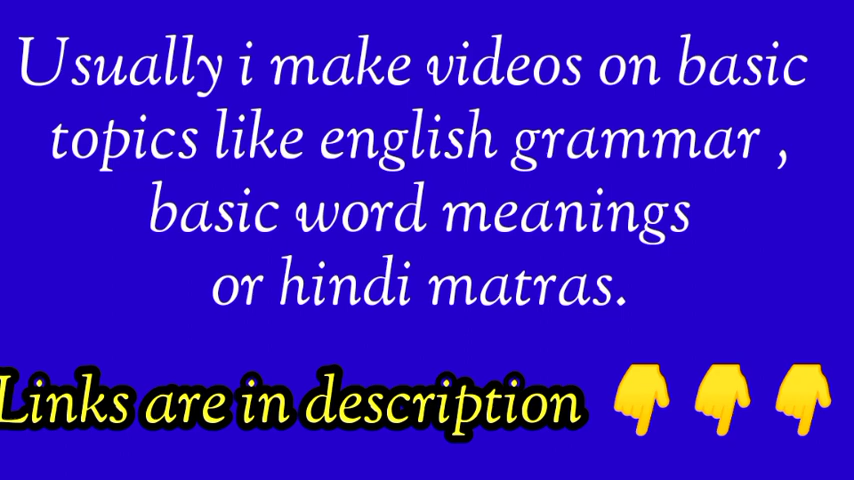 Usually i make videos on basic
topics like english grammar ,
basic word meanings
or hindi matras.
Links are in description 👇👇👇